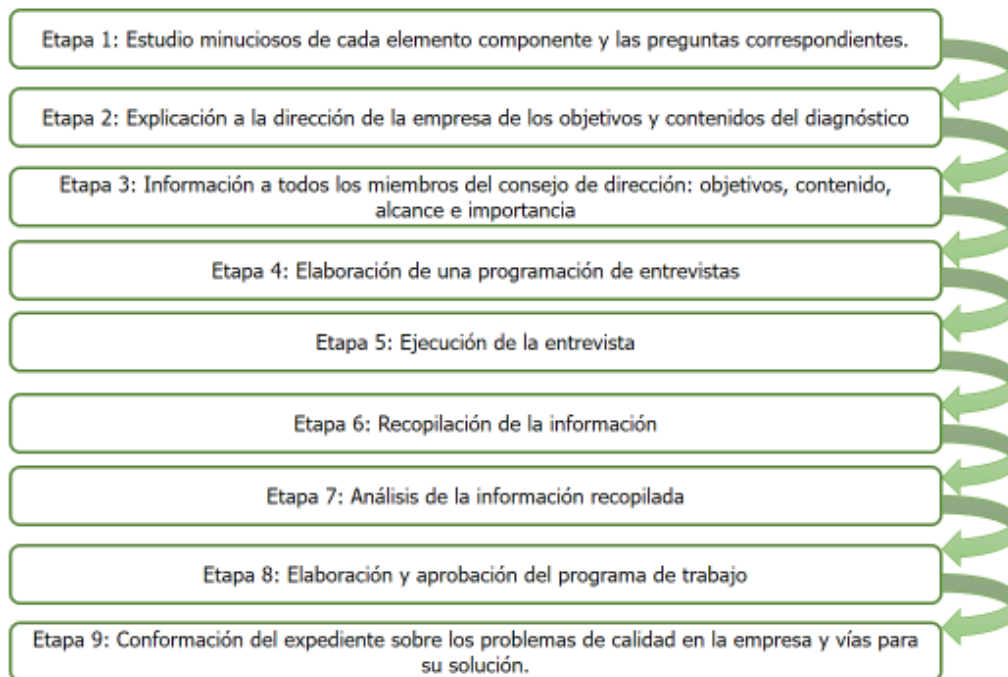 Etapa 1: Estudio minuciosos de cada elemento componente y las preguntas correspondientes.
Etapa 2: Explicación a la dirección de la empresa de los objetivos y contenidos del diagnóstico
Etapa 3: Información a todos los miembros del consejo de dirección: objetivos, contenido,
alcance e importancia
Etapa 4: Elaboración de una programación de entrevistas
Etapa 5: Ejecución de la entrevista
Etapa 6: Recopilación de la información
Etapa 7: Análisis de la información recopilada
Etapa 8: Elaboración y aprobación del programa de trabajo
Etapa 9: Conformación del expediente sobre los problemas de calidad en la empresa y vías para
su solución.